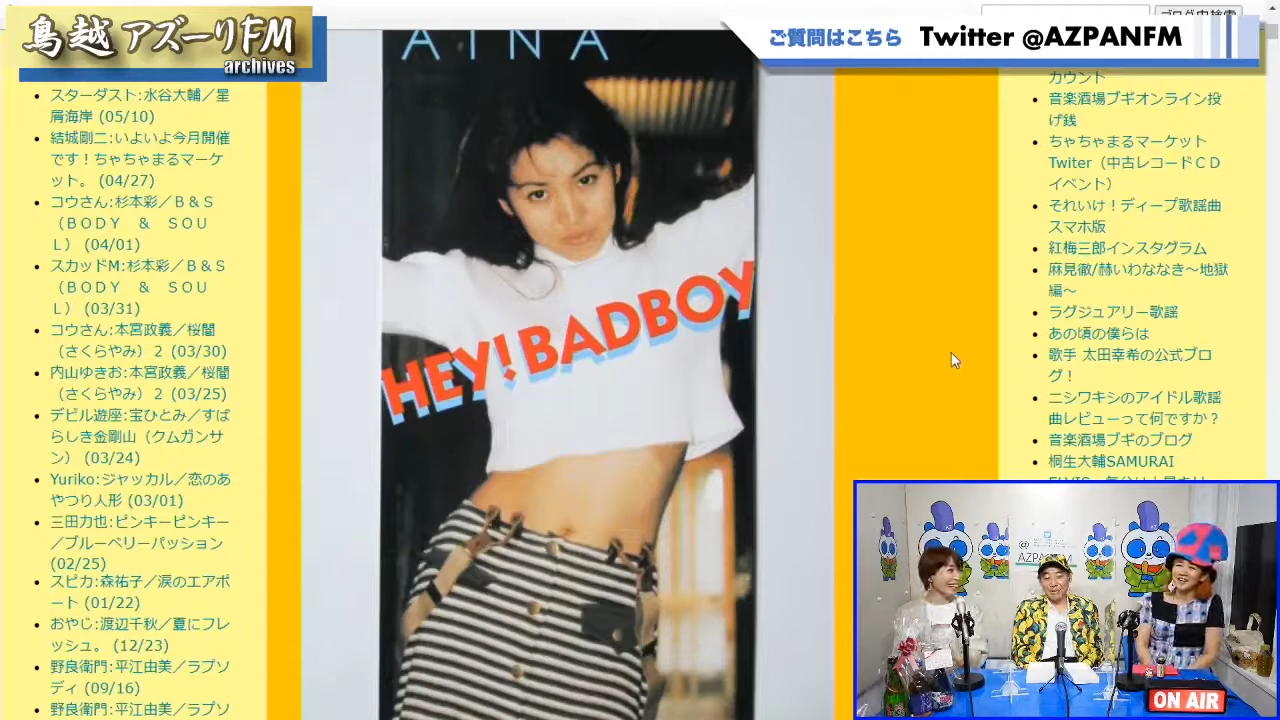 鳥越アズーリFM
archives
ご質問はこちら Twitter @AZPANFM
AINA
HEY! BADBOY
スターダスト:水谷大輔／星
屑海岸 (05/10)
結城剛二:いよいよ今月開催
です！ちゃちゃまるマーケ
ット。 (04/27)
コウさん:杉本彩／Ｂ＆Ｓ
（ＢＯＤＹ　＆　ＳＯＵ
Ｌ） (04/01)
スカッドM:杉本彩／Ｂ＆Ｓ
（ＢＯＤＹ　＆　ＳＯＵ
Ｌ） (03/31)
コウさん:本宮政義／桜闇
（さくらやみ）２ (03/30)
内山ゆきお:本宮政義／桜闇
（さくらやみ）２ (03/25)
デビル遊座:宝ひとみ／すば
らしき金剛山（クムガンサ
ン） (03/24)
Yuriko:ジャッカル／恋のあ
やつり人形 (03/01)
三田力也:ピンキーピンキー
／ブルーベリーパッション
(02/25)
スピカ:森祐子／涙のエアポ
ート (01/22)
おやじ:渡辺千秋／夏にフレ
ッシュ。 (12/23)
野良衛門:平江由美／ラプソ
ディ (09/16)
野良衛門:平江由美／ラプソ
カウント
音楽酒場ブギオンライン投
げ銭
ちゃちゃまるマーケット
Twiter（中古レコードＣＤ
イベント）
それいけ！ディープ歌謡曲
スマホ版
紅梅三郎インスタグラム
麻見徹/赫いわななき〜地獄
編〜
ラグジュアリー歌謡
あの頃の僕らは
歌手 太田幸希の公式ブロ
グ！
ニシワキシのアイドル歌謡
曲レビューって何ですか？
音楽酒場ブギのブログ
桐生大輔SAMURAI
ON AIR